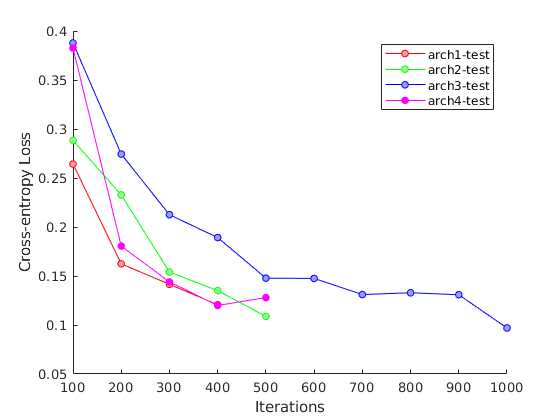 0.4
0.35
0.3
0.25
0.2
0.15
0.1
0.05
Cross-entropy Loss
arch1-test
arch2-test
arch3-test
arch4-test
100 200 300 400 500 600 700 800 900 1000
Iterations